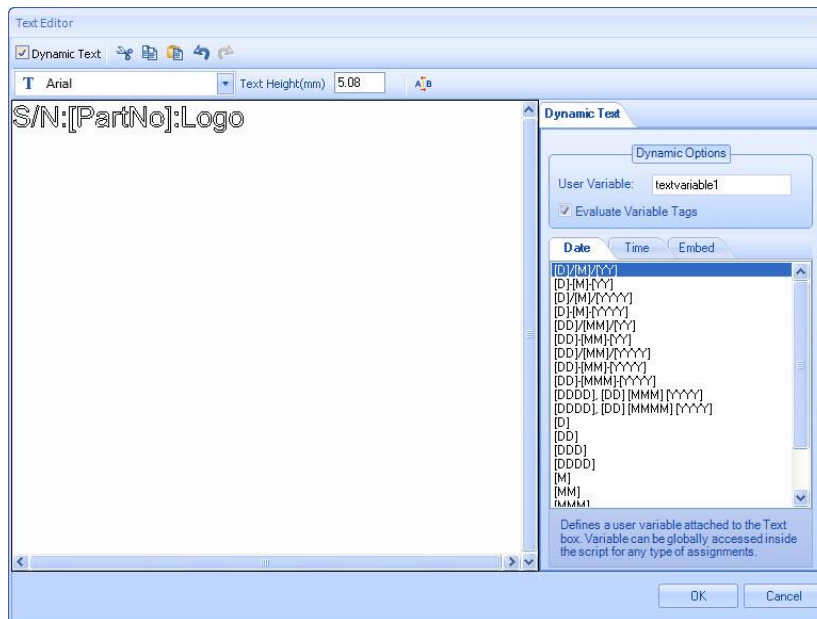 Text Editor
Dynamic Text
T Arial Text Height(mm) 5.08 A B
S/N:[PartNo]:Logo
Dynamic Text
Dynamic Options
User Variable: textvariable1
Evaluate Variable Tags
Date Time Embed
[D]/[M]/[YY]
[D]-[M]-[YY]
[D]/[M]/[YYYY]
[D]-[M]-[YYYY]
[DD]/[MM]/[YY]
[DD]-[MM]-[YY]
[DD]/[MM]/[YYYY]
[DD]-[MM]-[YYYY]
[DD]-[MMM]-[YYYY]
[DDDD], [DD] [MMM] [YYYY]
[DDDD], [DD] [MMMM] [YYYY]
[D]
[DD]
[DDD]
[DDDD]
[M]
[MM]
[MMM]
Defines a user variable attached to the Text
box. Variable can be globally accessed inside
the script for any type of assignments.
OK Cancel